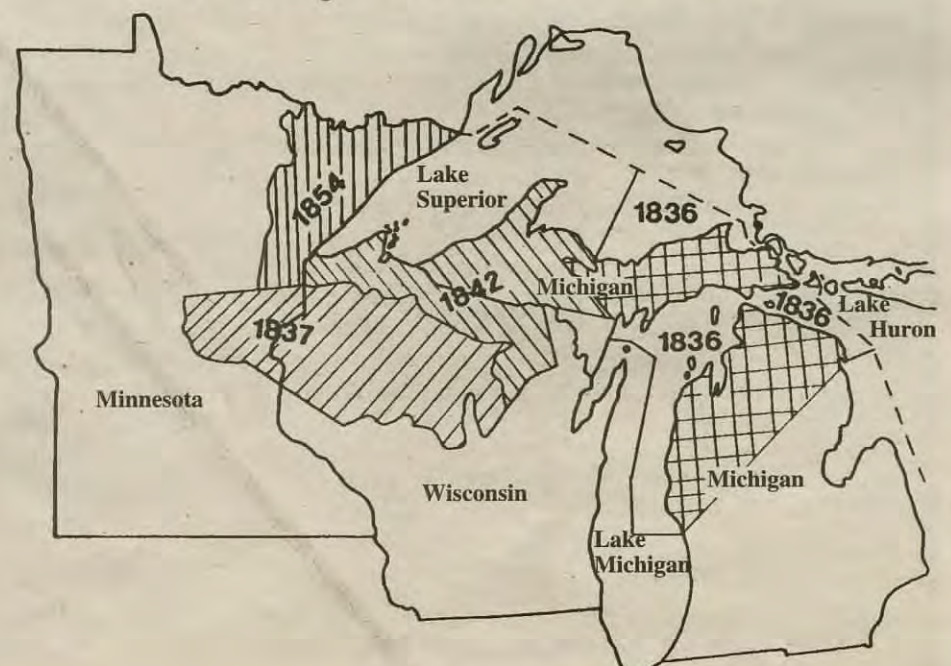 1854
Lake
Superior
1836
1842
Michigan
1836
Lake
Huron
1837
1836
Minnesota
Wisconsin
Michigan
Lake
Michigan